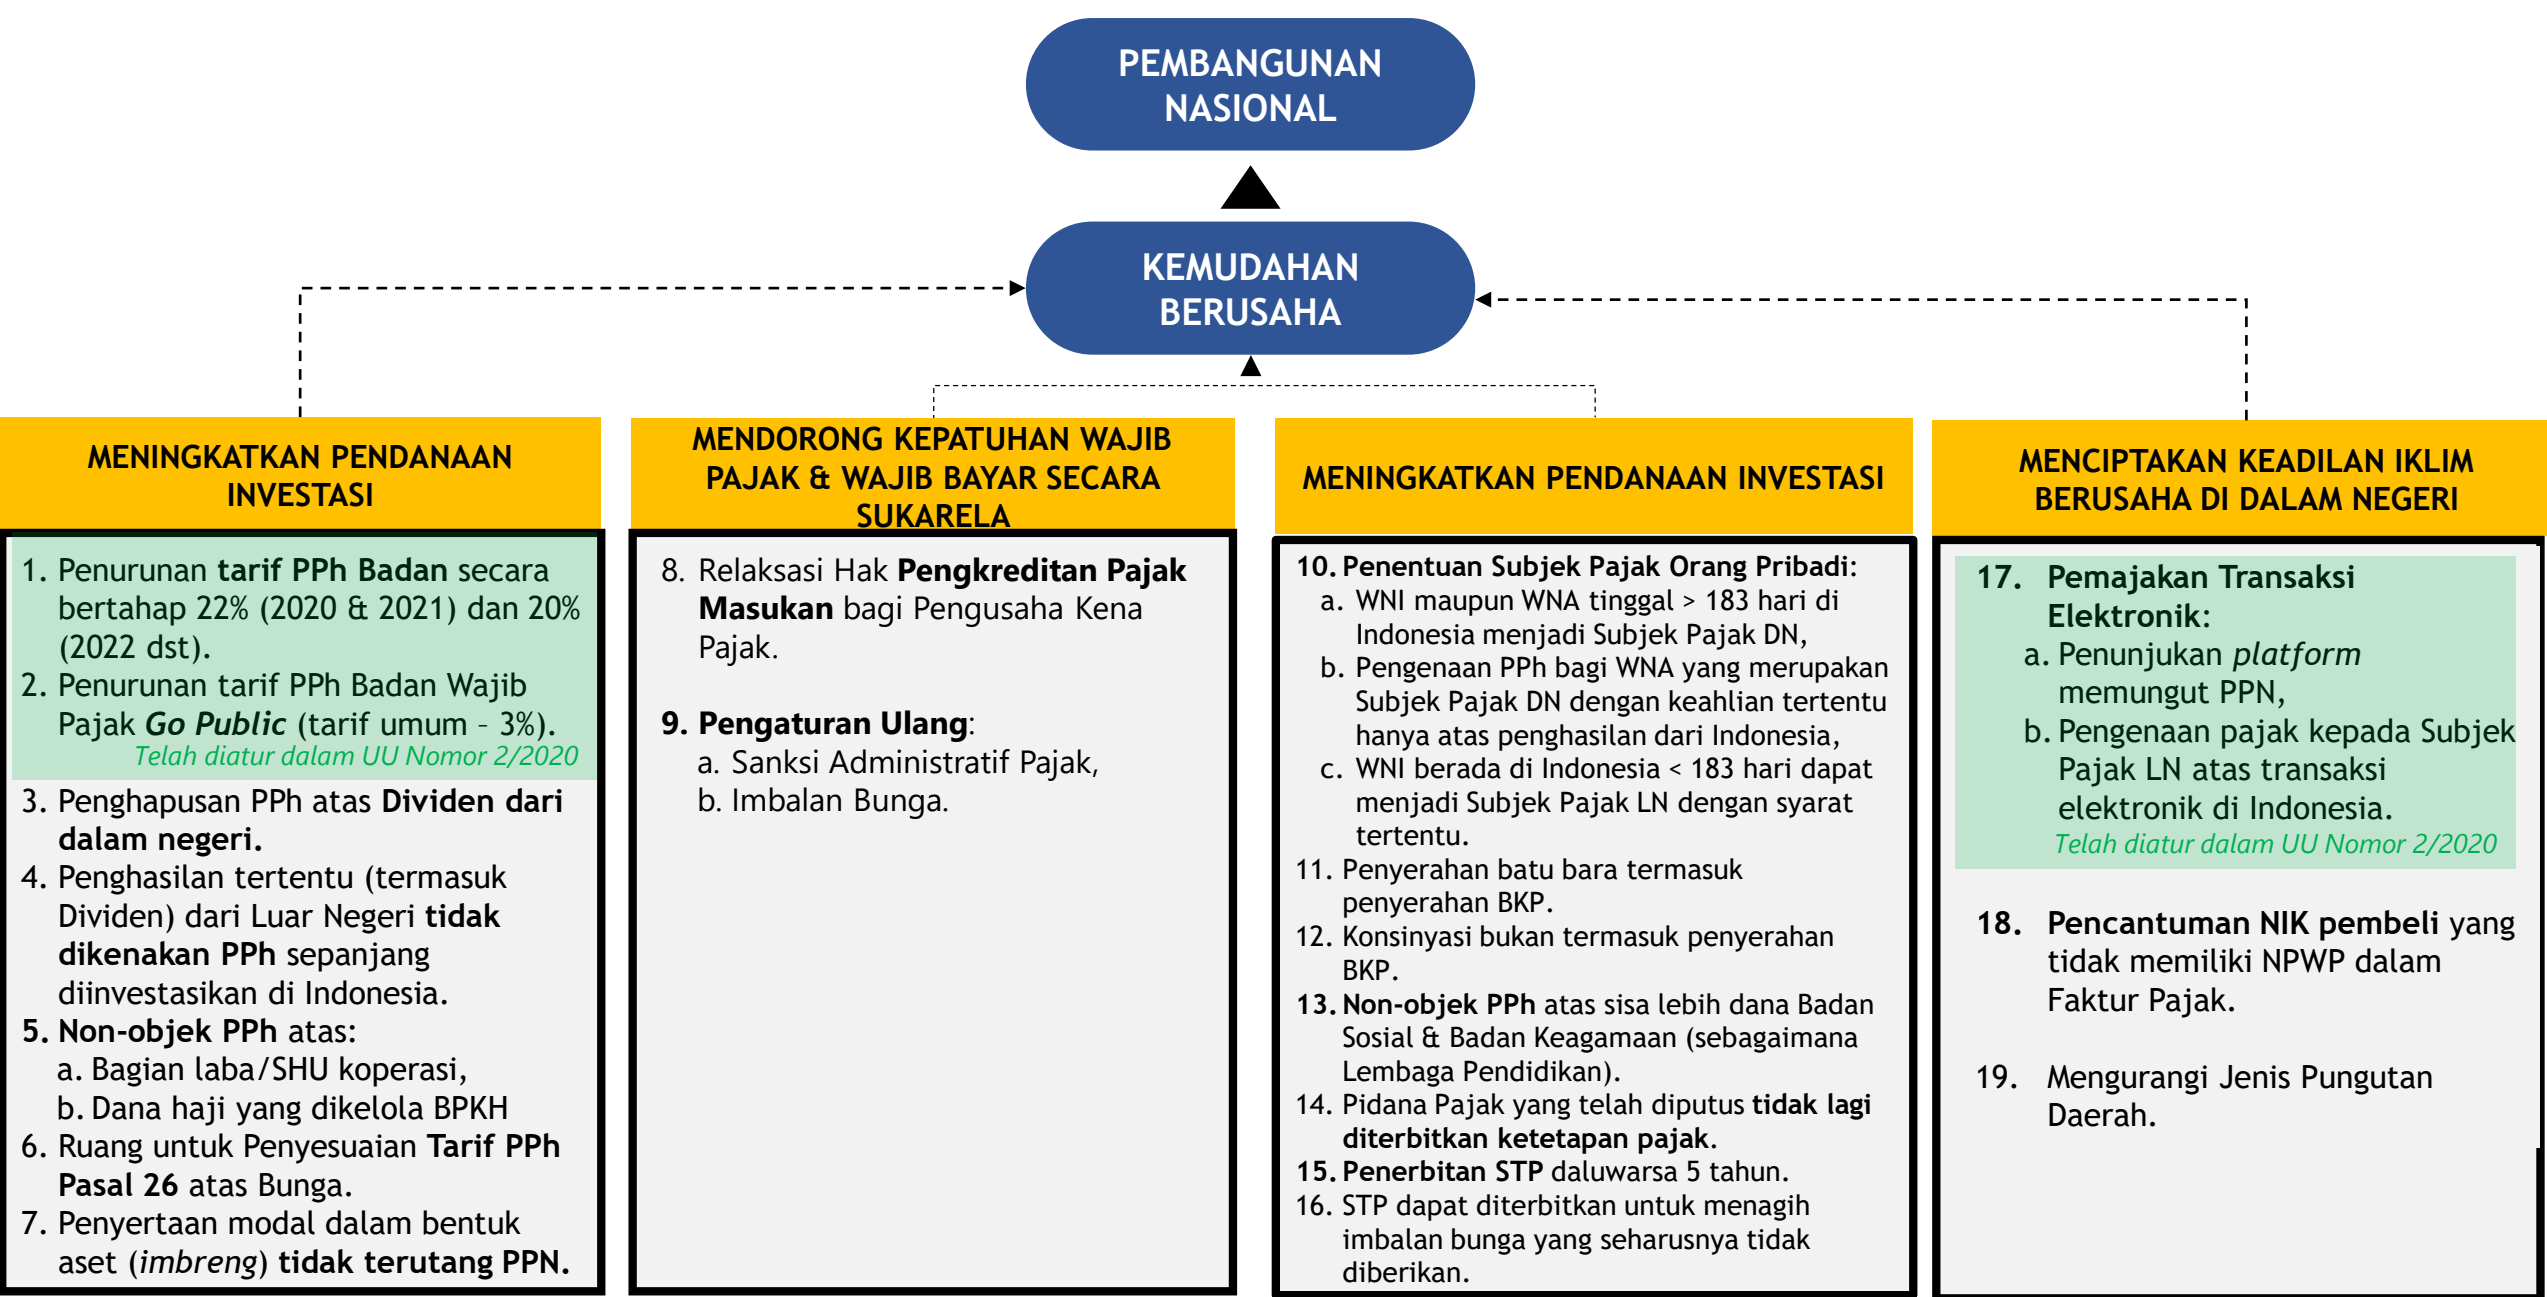 PEMBANGUNAN
NASIONAL
KEMUDAHAN
BERUSAHA
MENINGKATKAN PENDANAAN
INVESTASI
1. Penurunan tarif PPh Badan secara
bertahap 22% (2020 & 2021) dan 20%
(2022 dst).
2. Penurunan tarif PPh Badan Wajib
Pajak Go Public (tarif umum – 3%).
Telah diatur dalam UU Nomor 2/2020
3. Penghapusan PPh atas Dividen dari
dalam negeri.
4. Penghasilan tertentu (termasuk
Dividen) dari Luar Negeri tidak
dikenakan PPh sepanjang
diinvestasikan di Indonesia.
5. Non-objek PPh atas:
a. Bagian laba/SHU koperasi,
b. Dana haji yang dikelola BPKH
6. Ruang untuk Penyesuaian Tarif PPh
Pasal 26 atas Bunga.
7. Penyertaan modal dalam bentuk
aset (imbreng) tidak terutang PPN.
MENDORONG KEPATUHAN WAJIB
PAJAK & WAJIB BAYAR SECARA
SUKARELA
8. Relaksasi Hak Pengkreditan Pajak
Masukan bagi Pengusaha Kena
Pajak.
9. Pengaturan Ulang:
a. Sanksi Administratif Pajak,
b. Imbalan Bunga.
MENINGKATKAN PENDANAAN INVESTASI
10. Penentuan Subjek Pajak Orang Pribadi:
a. WNI maupun WNA tinggal > 183 hari di
Indonesia menjadi Subjek Pajak DN,
b. Pengenaan PPh bagi WNA yang merupakan
Subjek Pajak DN dengan keahlian tertentu
hanya atas penghasilan dari Indonesia,
c. WNI berada di Indonesia < 183 hari dapat
menjadi Subjek Pajak LN dengan syarat
tertentu.
11. Penyerahan batu bara termasuk
penyerahan BKP.
12. Konsinyasi bukan termasuk penyerahan
BKP.
13. Non-objek PPh atas sisa lebih dana Badan
Sosial & Badan Keagamaan (sebagaimana
Lembaga Pendidikan).
14. Pidana Pajak yang telah diputus tidak lagi
diterbitkan ketetapan pajak.
15. Penerbitan STP daluwarsa 5 tahun.
16. STP dapat diterbitkan untuk menagih
imbalan bunga yang seharusnya tidak
diberikan.
MENCIPTAKAN KEADILAN IKLIM
BERUSAHA DI DALAM NEGERI
17. Pemajakan Transaksi
Elektronik:
a. Penunjukan platform
memungut PPN,
b. Pengenaan pajak kepada Subjek
Pajak LN atas transaksi
elektronik di Indonesia.
Telah diatur dalam UU Nomor 2/2020
18. Pencantuman NIK pembeli yang
tidak memiliki NPWP dalam
Faktur Pajak.
19. Mengurangi Jenis Pungutan
Daerah.